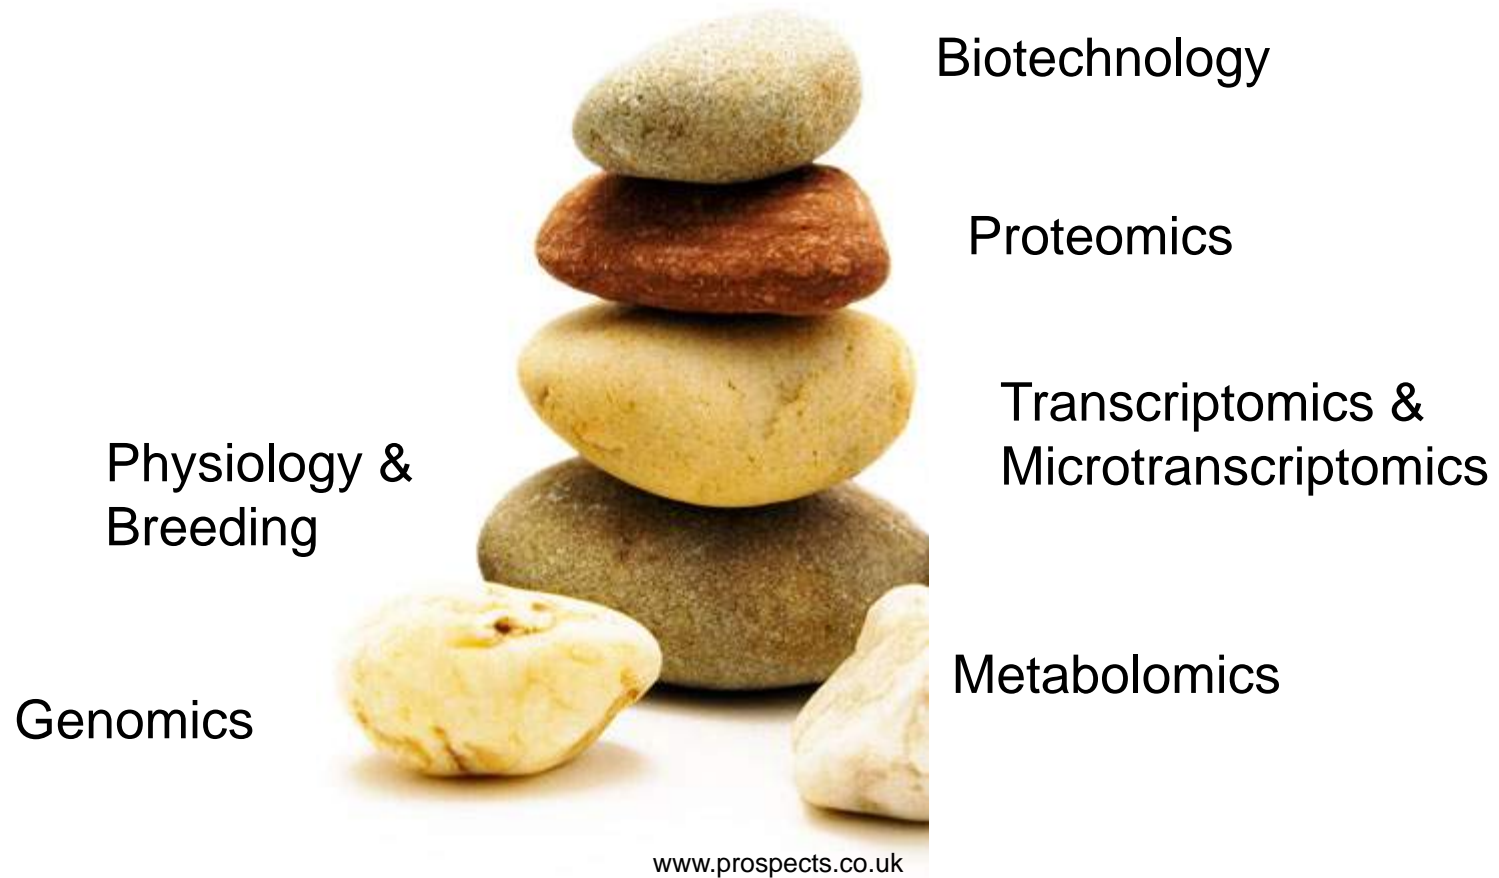 Biotechnology
Proteomics
Transcriptomics &
Microtranscriptomics
Physiology &
Breeding
Metabolomics
Genomics
www.prospects.co.uk